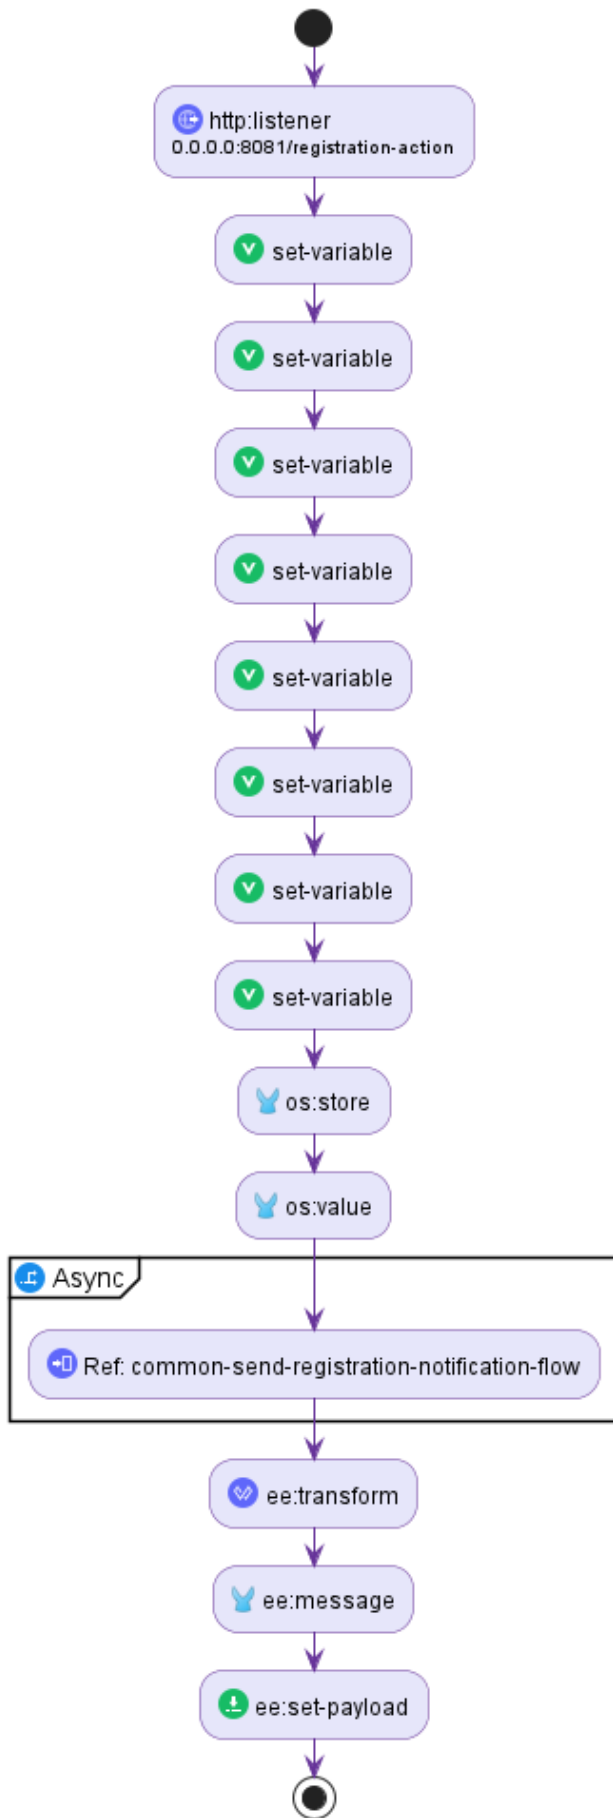 http:listener
0.0.0.0:8081/registration-action
set-variable
set-variable
set-variable
set-variable
set-variable
set-variable
set-variable
set-variable
os:store
os:value
Async
Ref: common-send-registration-notification-flow
ee:transform
ee:message
ee:set-payload